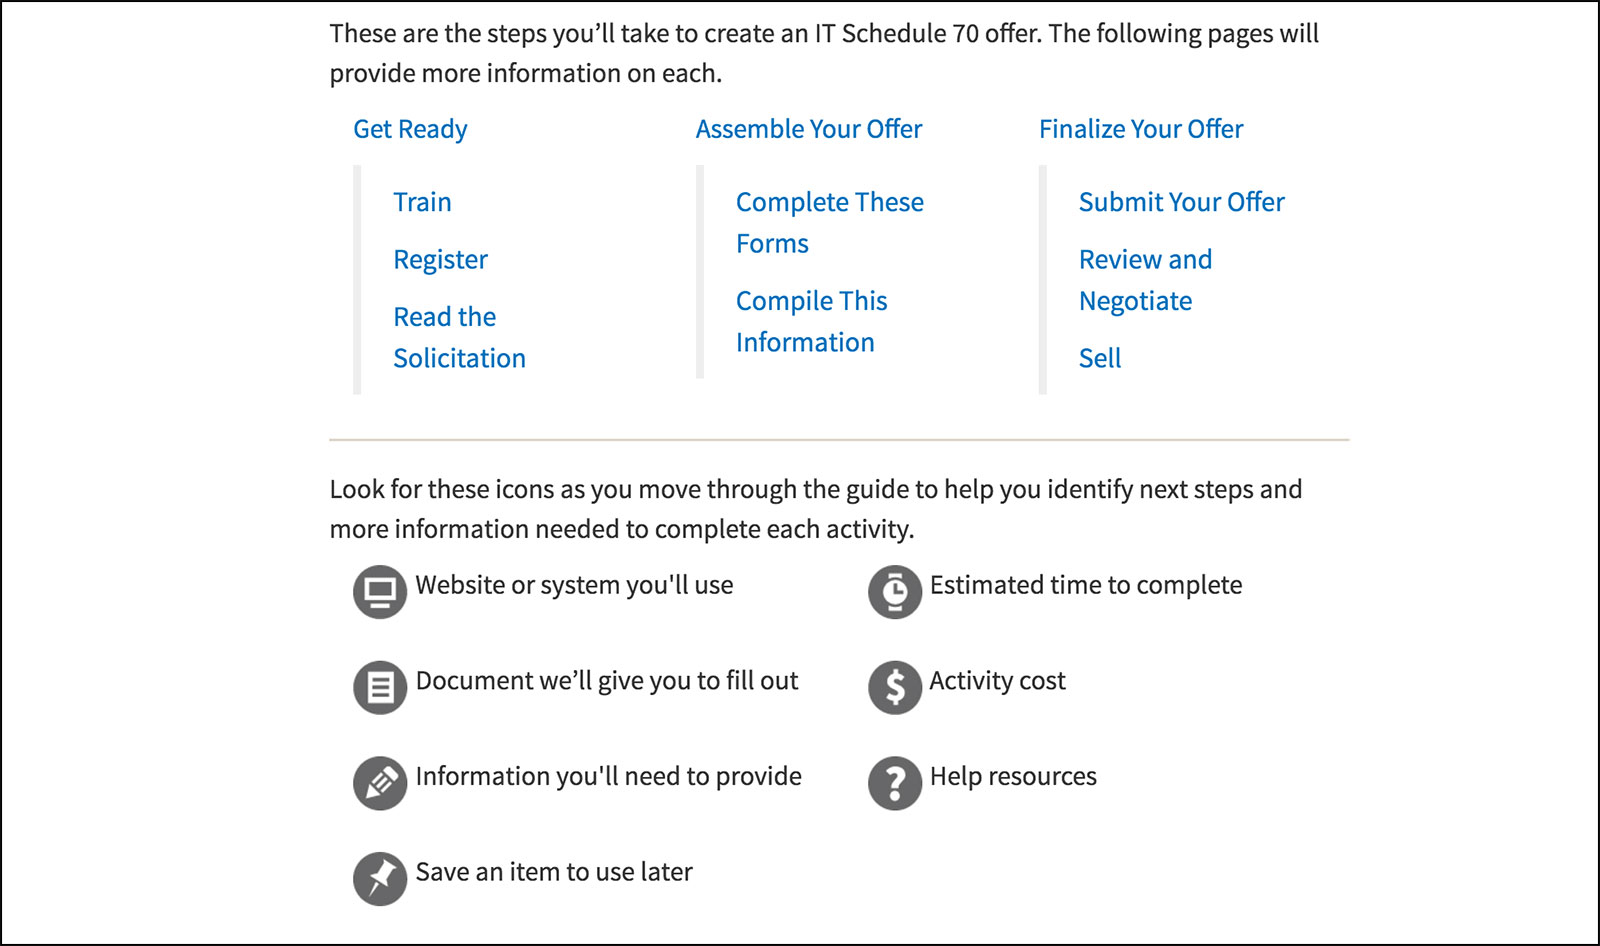 These are the steps you’ll take to create an IT Schedule 70 offer. The following pages will
provide more information on each.
Get Ready
Train
Register
Read the
Solicitation
Assemble Your Offer
Complete These
Forms
Compile This
Information
Finalize Your Offer
Submit Your Offer
Review and
Negotiate
Sell
Look for these icons as you move through the guide to help you identify next steps and
more information needed to complete each activity.
Website or system you'll use
Document we’ll give you to fill out
Information you'll need to provide
Save an item to use later
Estimated time to complete
$ Activity cost
? Help resources